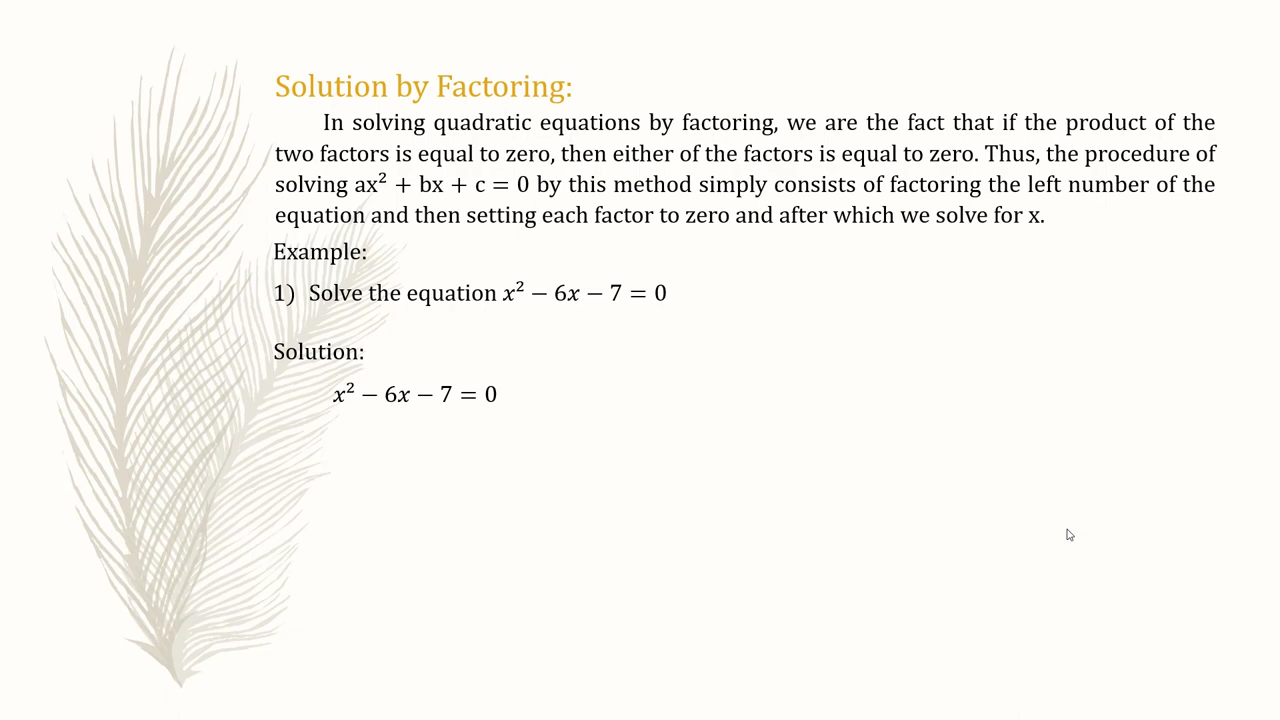 Solution by Factoring:
In solving quadratic equations by factoring, we are the fact that if the product of the
two factors is equal to zero, then either of the factors is equal to zero. Thus, the procedure of
solving ax² + bx + c = 0 by this method simply consists of factoring the left number of the
equation and then setting each factor to zero and after which we solve for x.
Example:
1) Solve the equation x² − 6x − 7 = 0
Solution:
x² − 6x − 7 = 0